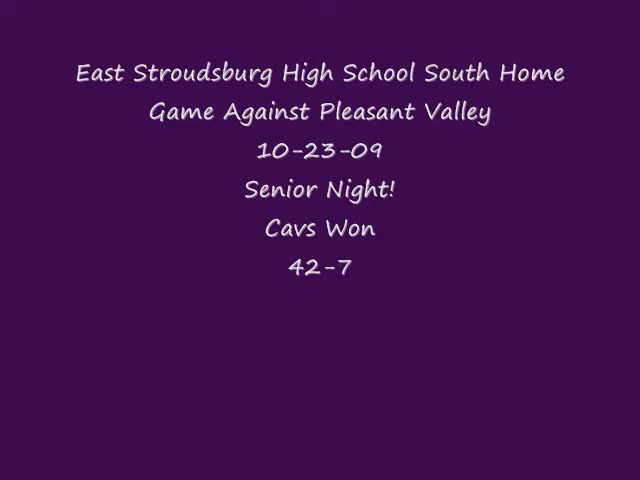 East Stroudsburg High School South Home
Game Against Pleasant Valley
10-23-09
Senior Night!
Cavs Won
42-7